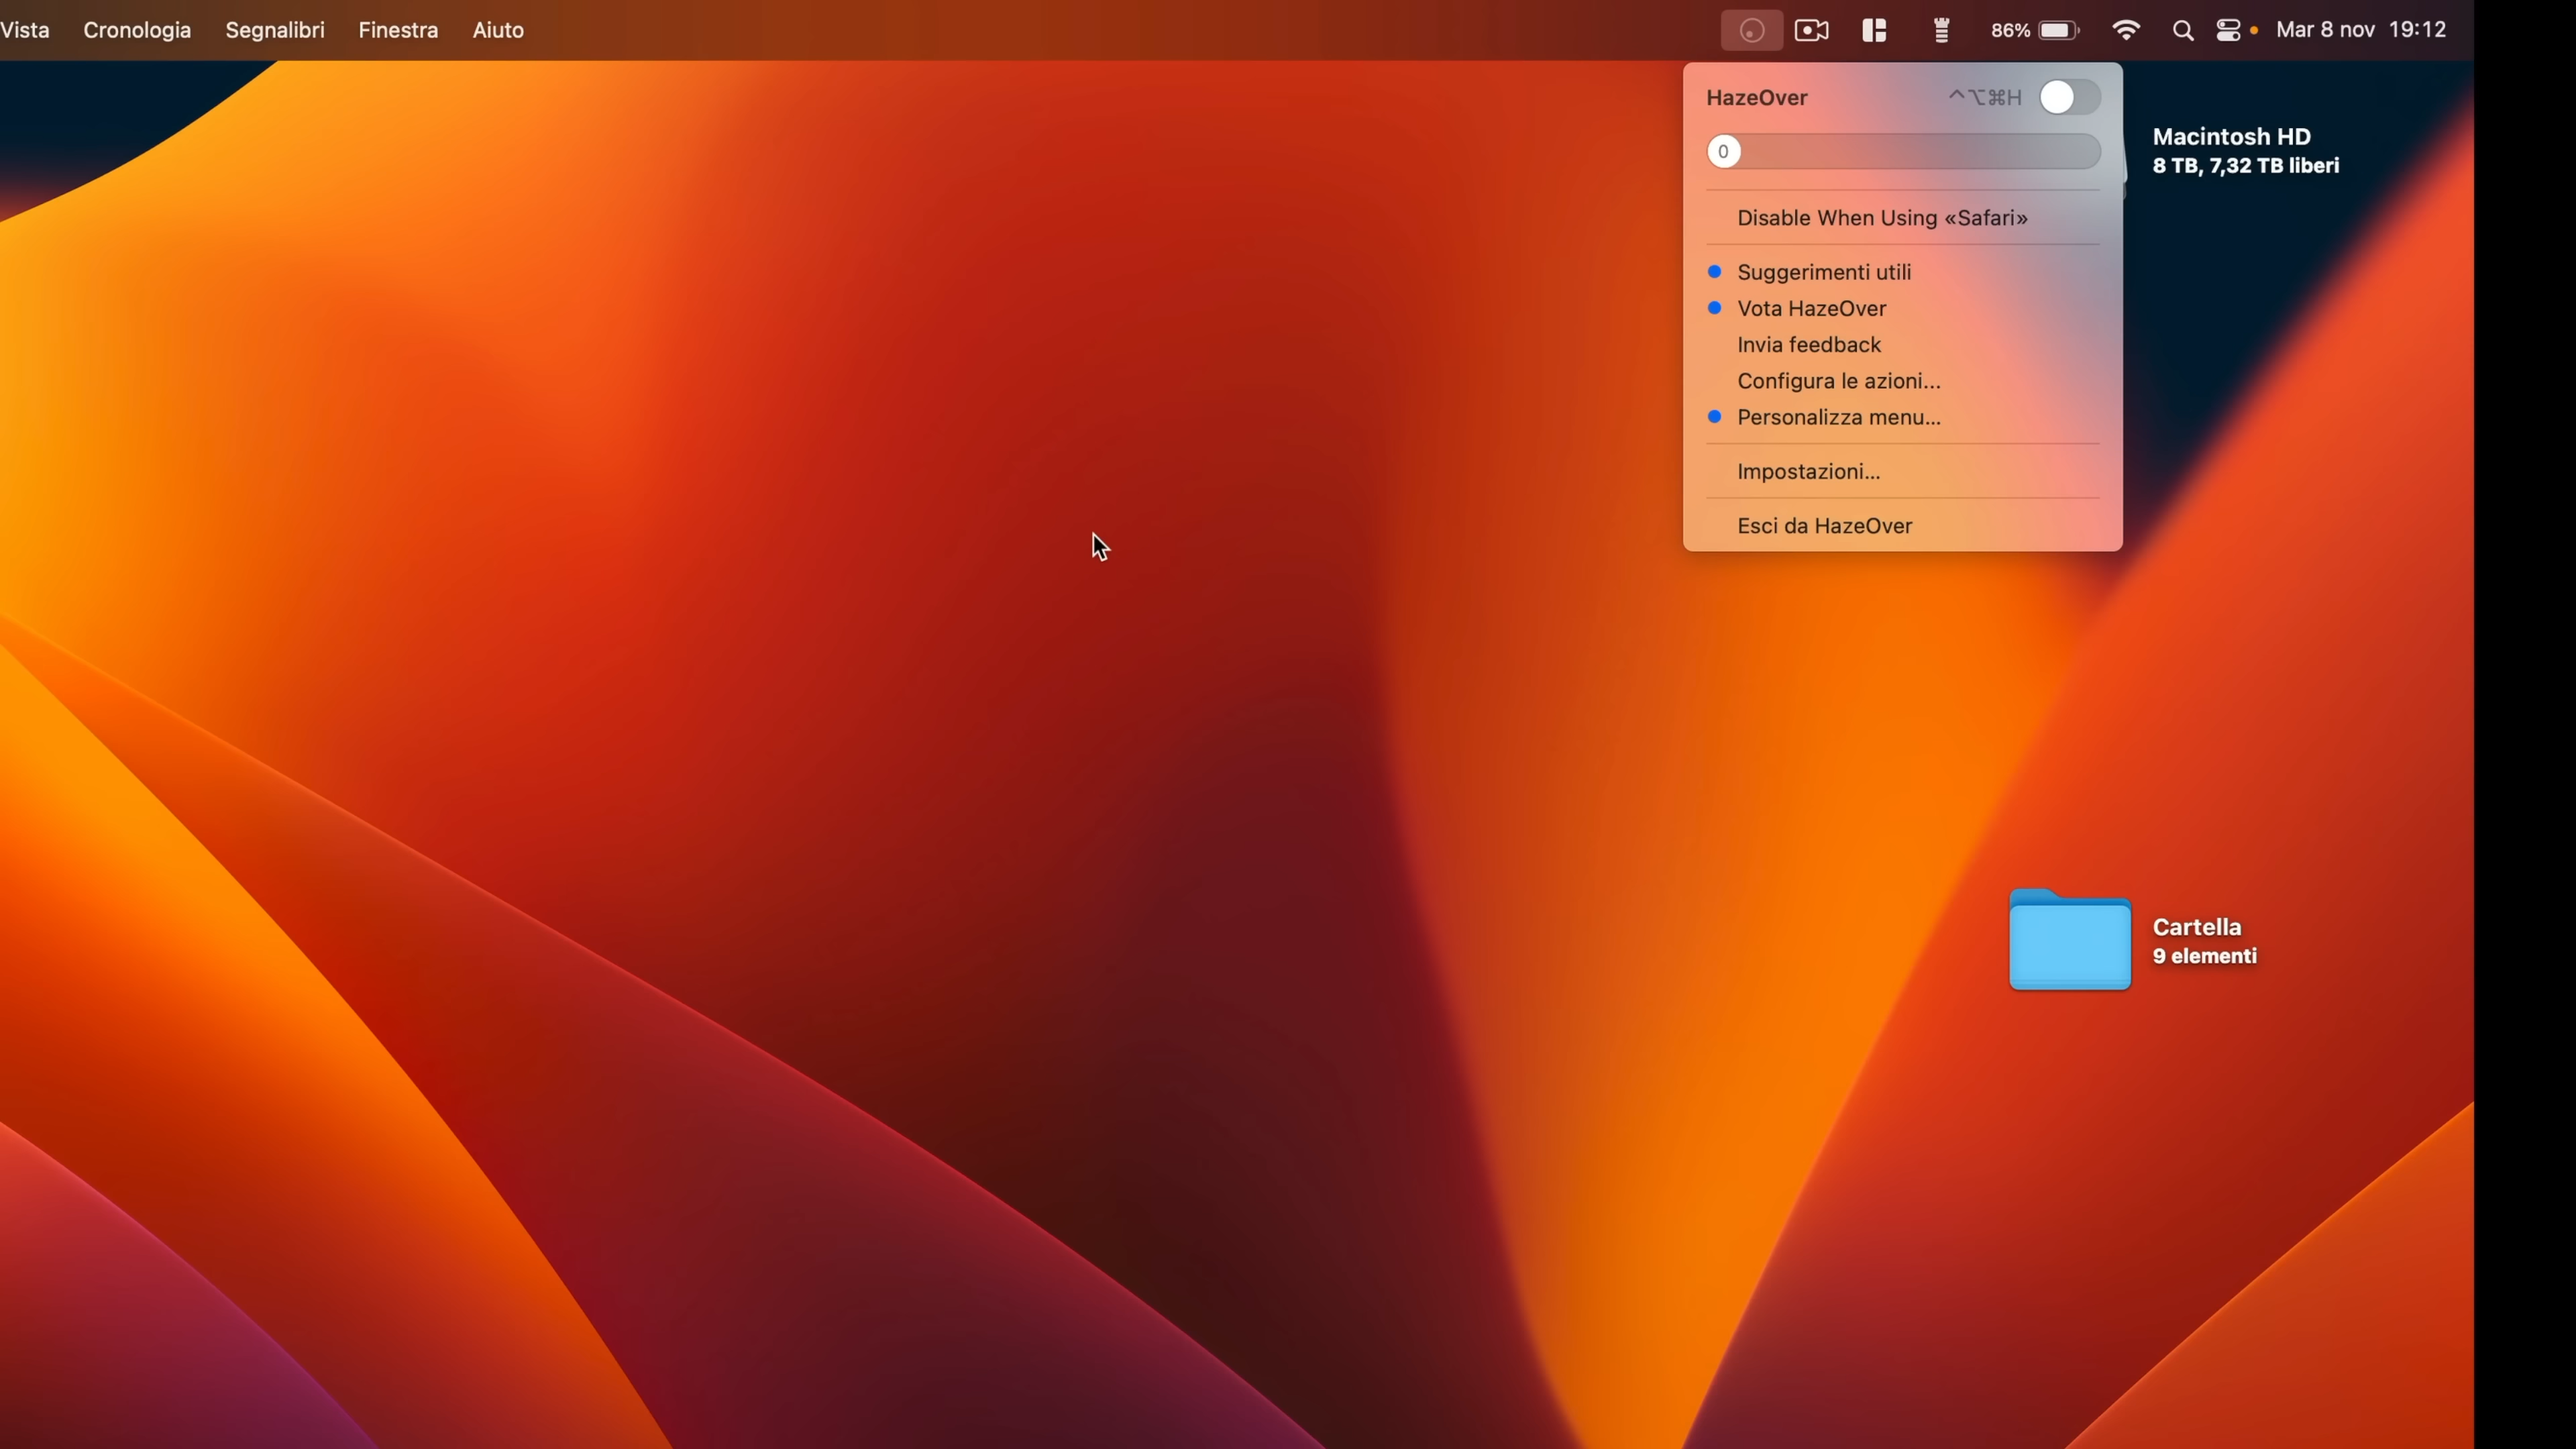 Vista Cronologia Segnalibri Finestra Aiuto 86% Mar 8 nov 19:12
HazeOver ^⌥⌘H
0
Disable When Using «Safari»
Suggerimenti utili
Vota HazeOver
Invia feedback
Configura le azioni...
Personalizza menu...
Impostazioni...
Esci da HazeOver
Macintosh HD
8 TB, 7,32 TB liberi
Cartella
9 elementi